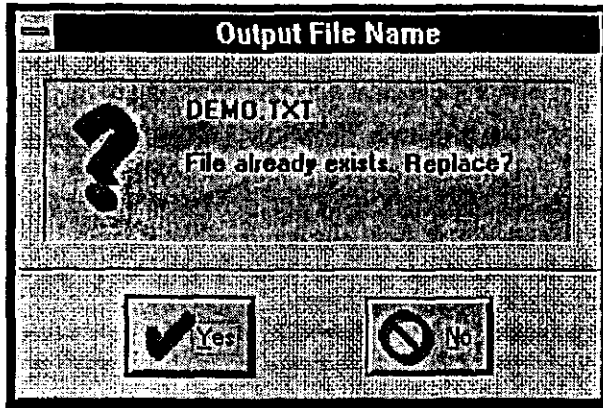 Output File Name
DEMO.TXT
File already exists. Replace?
Yes
No